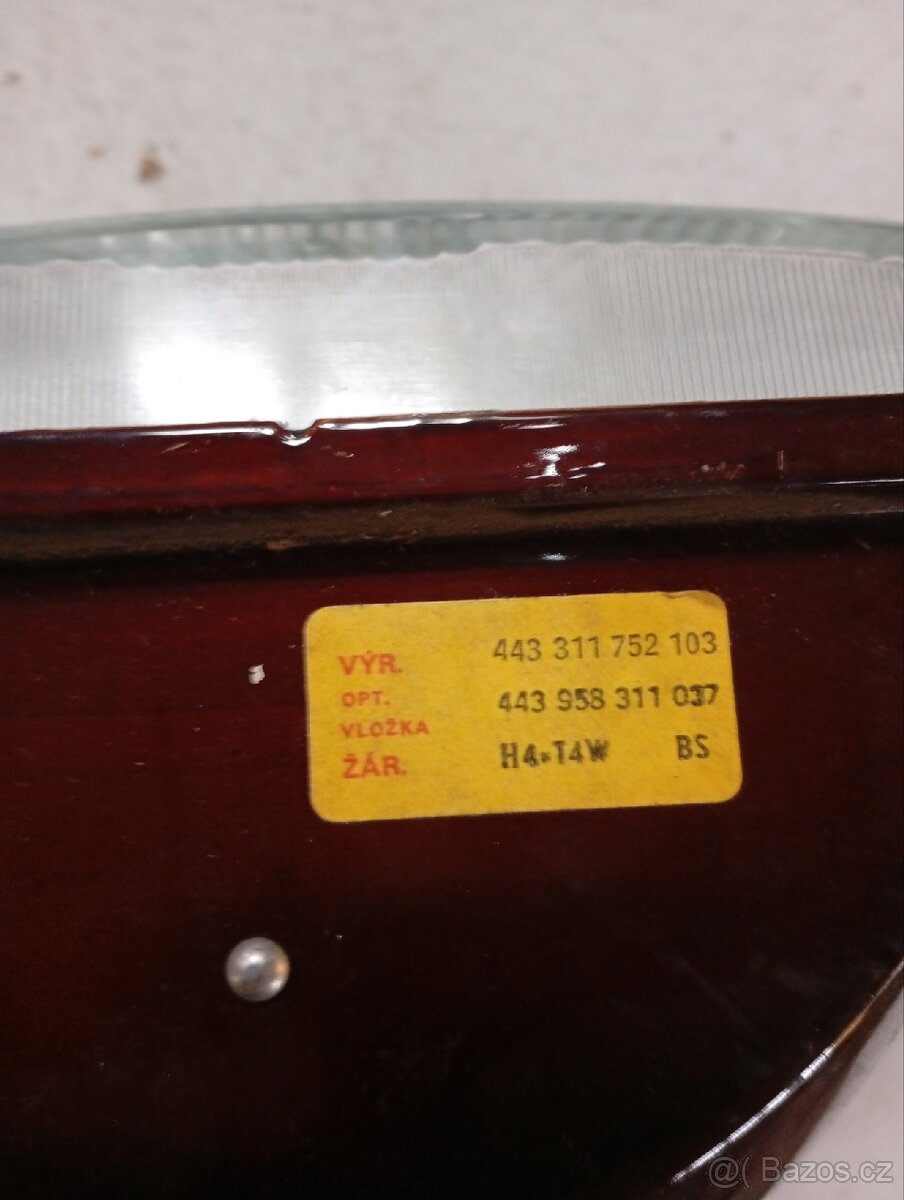 VÝR. 443 311 752 103
OPT. 443 958 311 037
VLOŽKA
ŽÁR. H4+T4W BS
@( Bazos.cz